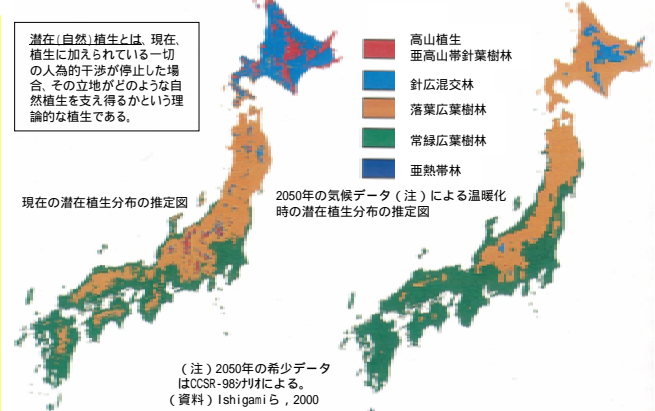 潜在(自然)植生とは、現在、
植生に加えられている一切
の人為的干渉が停止した場
合、その立地がどのような自
然植生を支え得るかという理
論的な植生である。
高山植生
亜高山帯針葉樹林
針広混交林
落葉広葉樹林
常緑広葉樹林
亜熱帯林
現在の潜在植生分布の推定図
2050年の気候データ(注)による温暖化
時の潜在植生分布の推定図
(注)2050年の希少データ
はCCSR-98ｼﾅﾘｵによる。
(資料)Ishigamiら,2000